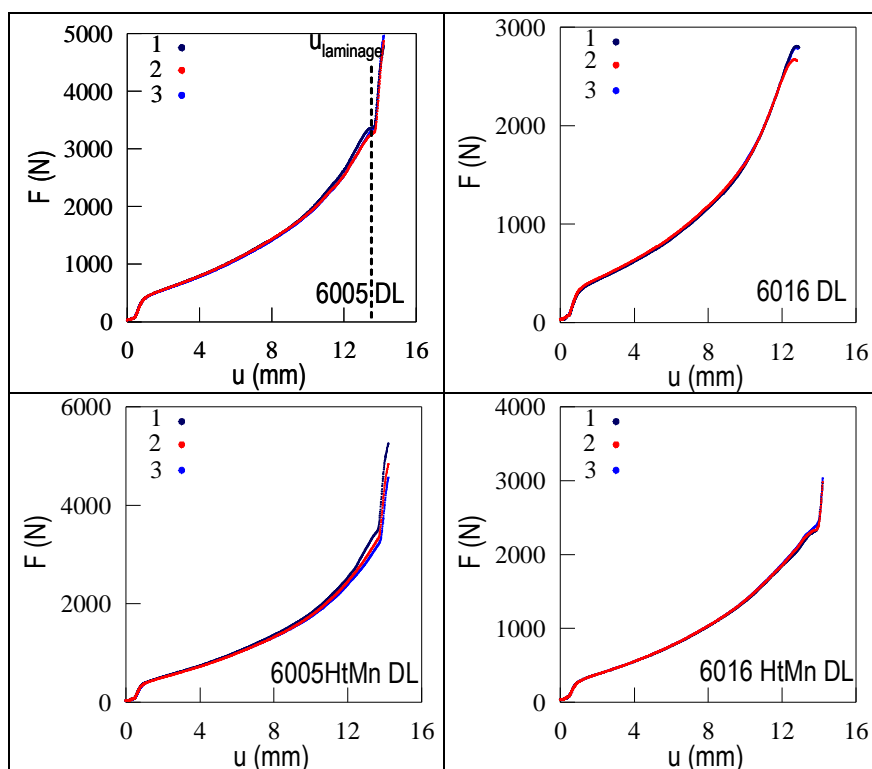 5000
4000
3000
2000
1000
0
F (N)
1
2
3
u laminage
6005 DL
0 4 8 12 16
u (mm)
3000
2000
1000
0
F (N)
1
2
3
6016 DL
0 4 8 12 16
u (mm)
6000
4000
2000
0
F (N)
1
2
3
6005HtMn DL
0 4 8 12 16
u (mm)
4000
3000
2000
1000
0
F (N)
1
2
3
6016 HtMn DL
0 4 8 12 16
u (mm)